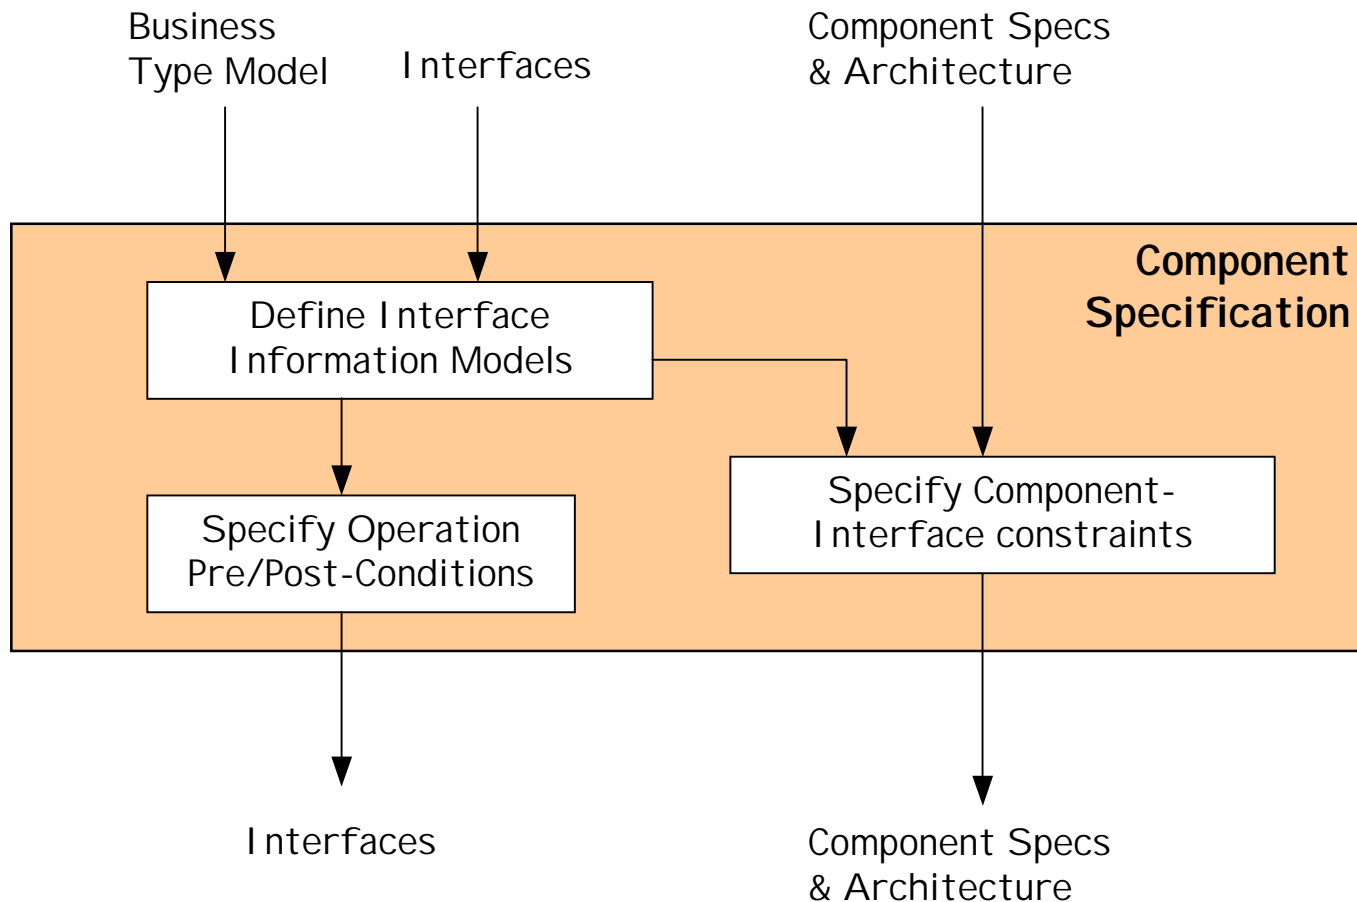 Business
Type Model
Interfaces
Component Specs
& Architecture
Component
Specification
Define Interface
Information Models
Specify Component-
Interface constraints
Specify Operation
Pre/Post-Conditions
Interfaces
Component Specs
& Architecture